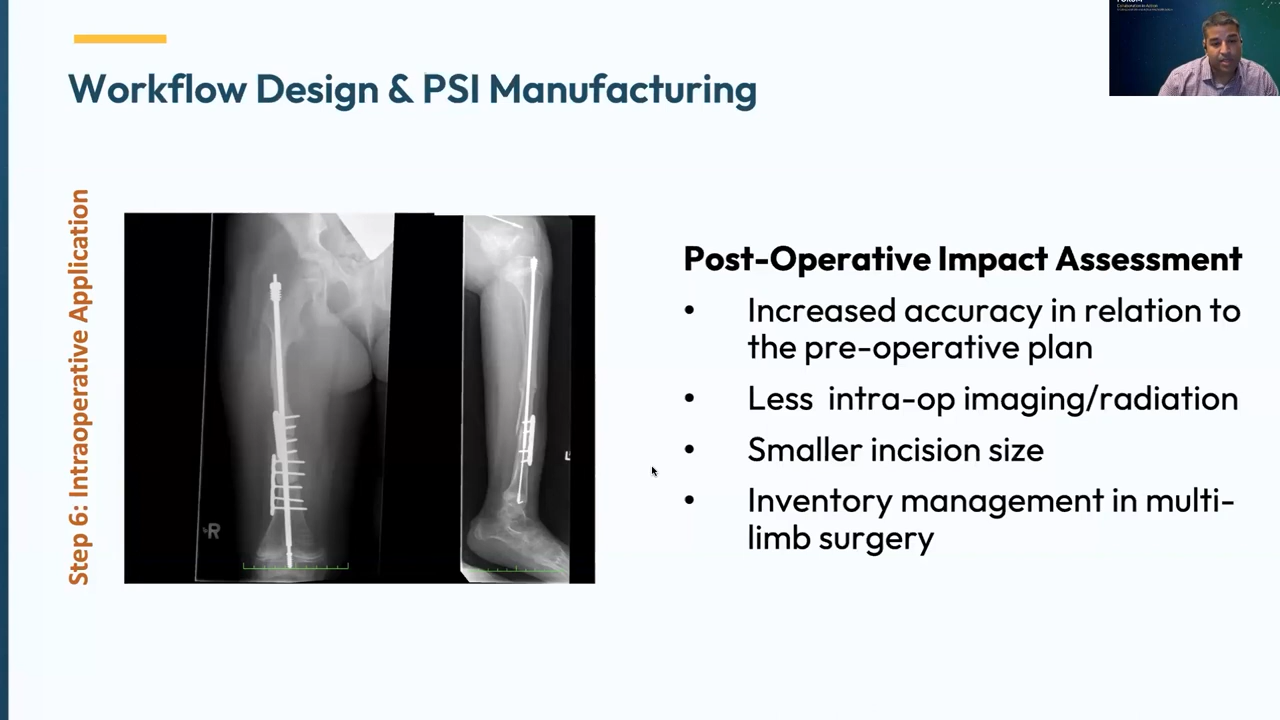 FORUM
Workflow Design & PSI Manufacturing
Step 6: Intraoperative Application
R
L
Post-Operative Impact Assessment
• Increased accuracy in relation to
the pre-operative plan
• Less intra-op imaging/radiation
• Smaller incision size
• Inventory management in multi-
limb surgery